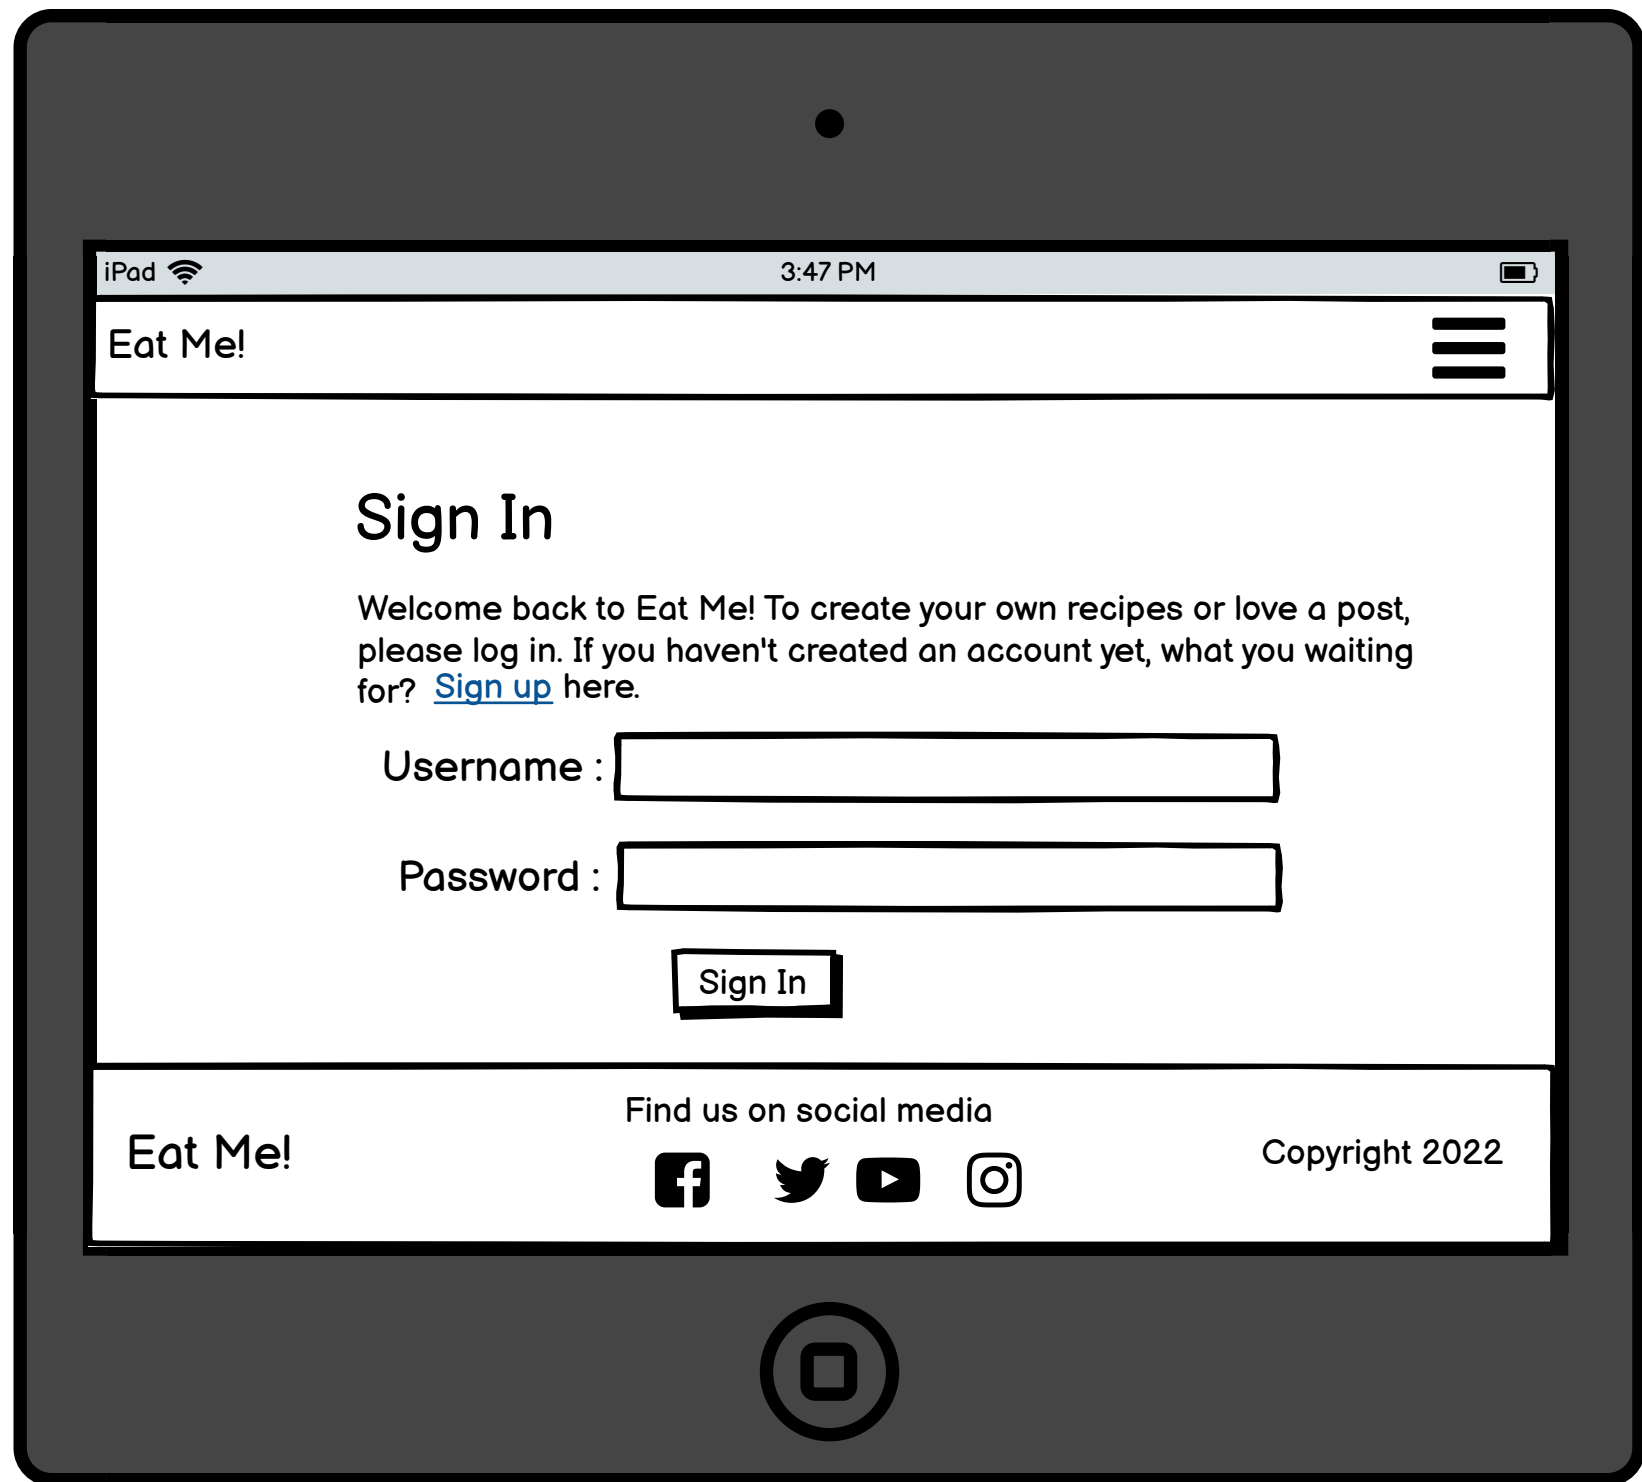 iPad 3:47 PM
Eat Me!
Sign In
Welcome back to Eat Me! To create your own recipes or love a post,
please log in. If you haven't created an account yet, what you waiting
for? Sign up here.
Username :
Password :
Sign In
Find us on social media
Eat Me!
Copyright 2022